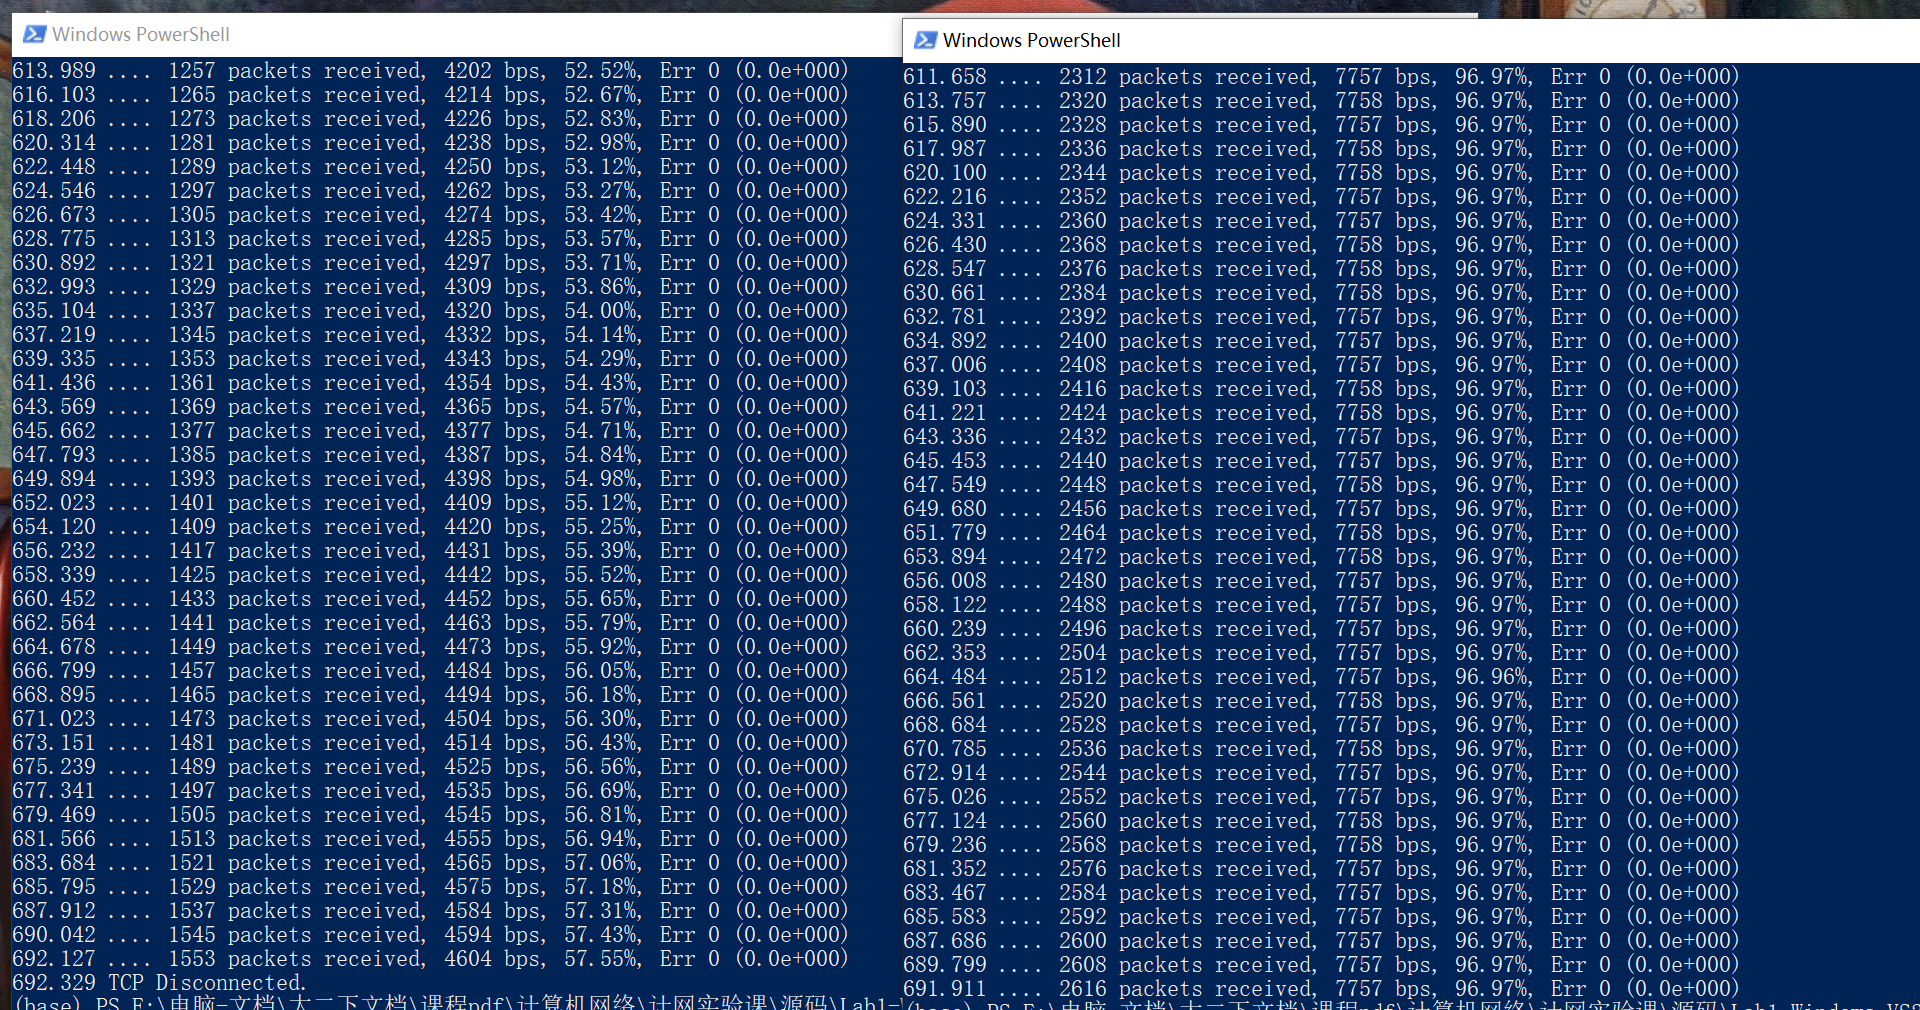 Windows PowerShell
613.989 .... 1257 packets received, 4202 bps, 52.52%, Err 0 (0.0e+000)
616.103 .... 1265 packets received, 4214 bps, 52.67%, Err 0 (0.0e+000)
618.206 .... 1273 packets received, 4226 bps, 52.83%, Err 0 (0.0e+000)
620.314 .... 1281 packets received, 4238 bps, 52.98%, Err 0 (0.0e+000)
622.448 .... 1289 packets received, 4250 bps, 53.12%, Err 0 (0.0e+000)
624.546 .... 1297 packets received, 4262 bps, 53.27%, Err 0 (0.0e+000)
626.673 .... 1305 packets received, 4274 bps, 53.42%, Err 0 (0.0e+000)
628.775 .... 1313 packets received, 4285 bps, 53.57%, Err 0 (0.0e+000)
630.892 .... 1321 packets received, 4297 bps, 53.71%, Err 0 (0.0e+000)
632.993 .... 1329 packets received, 4309 bps, 53.86%, Err 0 (0.0e+000)
635.104 .... 1337 packets received, 4320 bps, 54.00%, Err 0 (0.0e+000)
637.219 .... 1345 packets received, 4332 bps, 54.14%, Err 0 (0.0e+000)
639.335 .... 1353 packets received, 4343 bps, 54.29%, Err 0 (0.0e+000)
641.436 .... 1361 packets received, 4354 bps, 54.43%, Err 0 (0.0e+000)
643.569 .... 1369 packets received, 4365 bps, 54.57%, Err 0 (0.0e+000)
645.662 .... 1377 packets received, 4377 bps, 54.71%, Err 0 (0.0e+000)
647.793 .... 1385 packets received, 4387 bps, 54.84%, Err 0 (0.0e+000)
649.894 .... 1393 packets received, 4398 bps, 54.98%, Err 0 (0.0e+000)
652.023 .... 1401 packets received, 4409 bps, 55.12%, Err 0 (0.0e+000)
654.120 .... 1409 packets received, 4420 bps, 55.25%, Err 0 (0.0e+000)
656.232 .... 1417 packets received, 4431 bps, 55.39%, Err 0 (0.0e+000)
658.339 .... 1425 packets received, 4442 bps, 55.52%, Err 0 (0.0e+000)
660.452 .... 1433 packets received, 4452 bps, 55.65%, Err 0 (0.0e+000)
662.564 .... 1441 packets received, 4463 bps, 55.79%, Err 0 (0.0e+000)
664.678 .... 1449 packets received, 4473 bps, 55.92%, Err 0 (0.0e+000)
666.799 .... 1457 packets received, 4484 bps, 56.05%, Err 0 (0.0e+000)
668.895 .... 1465 packets received, 4494 bps, 56.18%, Err 0 (0.0e+000)
671.023 .... 1473 packets received, 4504 bps, 56.30%, Err 0 (0.0e+000)
673.151 .... 1481 packets received, 4514 bps, 56.43%, Err 0 (0.0e+000)
675.239 .... 1489 packets received, 4525 bps, 56.56%, Err 0 (0.0e+000)
677.341 .... 1497 packets received, 4535 bps, 56.69%, Err 0 (0.0e+000)
679.469 .... 1505 packets received, 4545 bps, 56.81%, Err 0 (0.0e+000)
681.566 .... 1513 packets received, 4555 bps, 56.94%, Err 0 (0.0e+000)
683.684 .... 1521 packets received, 4565 bps, 57.06%, Err 0 (0.0e+000)
685.795 .... 1529 packets received, 4575 bps, 57.18%, Err 0 (0.0e+000)
687.912 .... 1537 packets received, 4584 bps, 57.31%, Err 0 (0.0e+000)
690.042 .... 1545 packets received, 4594 bps, 57.43%, Err 0 (0.0e+000)
692.127 .... 1553 packets received, 4604 bps, 57.55%, Err 0 (0.0e+000)
692.329 TCP Disconnected.
(base) PS E:\电脑-文档\大二下文档\课程pdf\计算机网络\计网实验课\源码\Lab1-
Windows PowerShell
611.658 .... 2312 packets received, 7757 bps, 96.97%, Err 0 (0.0e+000)
613.757 .... 2320 packets received, 7758 bps, 96.97%, Err 0 (0.0e+000)
615.890 .... 2328 packets received, 7757 bps, 96.97%, Err 0 (0.0e+000)
617.987 .... 2336 packets received, 7758 bps, 96.97%, Err 0 (0.0e+000)
620.100 .... 2344 packets received, 7758 bps, 96.97%, Err 0 (0.0e+000)
622.216 .... 2352 packets received, 7757 bps, 96.97%, Err 0 (0.0e+000)
624.331 .... 2360 packets received, 7757 bps, 96.97%, Err 0 (0.0e+000)
626.430 .... 2368 packets received, 7758 bps, 96.97%, Err 0 (0.0e+000)
628.547 .... 2376 packets received, 7758 bps, 96.97%, Err 0 (0.0e+000)
630.661 .... 2384 packets received, 7758 bps, 96.97%, Err 0 (0.0e+000)
632.781 .... 2392 packets received, 7757 bps, 96.97%, Err 0 (0.0e+000)
634.892 .... 2400 packets received, 7757 bps, 96.97%, Err 0 (0.0e+000)
637.006 .... 2408 packets received, 7757 bps, 96.97%, Err 0 (0.0e+000)
639.103 .... 2416 packets received, 7758 bps, 96.97%, Err 0 (0.0e+000)
641.221 .... 2424 packets received, 7757 bps, 96.97%, Err 0 (0.0e+000)
643.336 .... 2432 packets received, 7757 bps, 96.97%, Err 0 (0.0e+000)
645.453 .... 2440 packets received, 7757 bps, 96.97%, Err 0 (0.0e+000)
647.549 .... 2448 packets received, 7758 bps, 96.97%, Err 0 (0.0e+000)
649.680 .... 2456 packets received, 7757 bps, 96.97%, Err 0 (0.0e+000)
651.779 .... 2464 packets received, 7758 bps, 96.97%, Err 0 (0.0e+000)
653.894 .... 2472 packets received, 7758 bps, 96.97%, Err 0 (0.0e+000)
656.008 .... 2480 packets received, 7757 bps, 96.97%, Err 0 (0.0e+000)
658.122 .... 2488 packets received, 7757 bps, 96.97%, Err 0 (0.0e+000)
660.239 .... 2496 packets received, 7757 bps, 96.97%, Err 0 (0.0e+000)
662.353 .... 2504 packets received, 7757 bps, 96.97%, Err 0 (0.0e+000)
664.484 .... 2512 packets received, 7757 bps, 96.96%, Err 0 (0.0e+000)
666.561 .... 2520 packets received, 7758 bps, 96.97%, Err 0 (0.0e+000)
668.684 .... 2528 packets received, 7757 bps, 96.97%, Err 0 (0.0e+000)
670.785 .... 2536 packets received, 7758 bps, 96.97%, Err 0 (0.0e+000)
672.914 .... 2544 packets received, 7757 bps, 96.97%, Err 0 (0.0e+000)
675.026 .... 2552 packets received, 7757 bps, 96.97%, Err 0 (0.0e+000)
677.124 .... 2560 packets received, 7758 bps, 96.97%, Err 0 (0.0e+000)
679.236 .... 2568 packets received, 7758 bps, 96.97%, Err 0 (0.0e+000)
681.352 .... 2576 packets received, 7757 bps, 96.97%, Err 0 (0.0e+000)
683.467 .... 2584 packets received, 7757 bps, 96.97%, Err 0 (0.0e+000)
685.583 .... 2592 packets received, 7757 bps, 96.97%, Err 0 (0.0e+000)
687.686 .... 2600 packets received, 7757 bps, 96.97%, Err 0 (0.0e+000)
689.799 .... 2608 packets received, 7757 bps, 96.97%, Err 0 (0.0e+000)
691.911 .... 2616 packets received, 7757 bps, 96.97%, Err 0 (0.0e+000)
(base) PS E:\电脑-文档\大二下文档\课程pdf\计算机网络\计网实验课\源码\Lab1-Windows-VS2